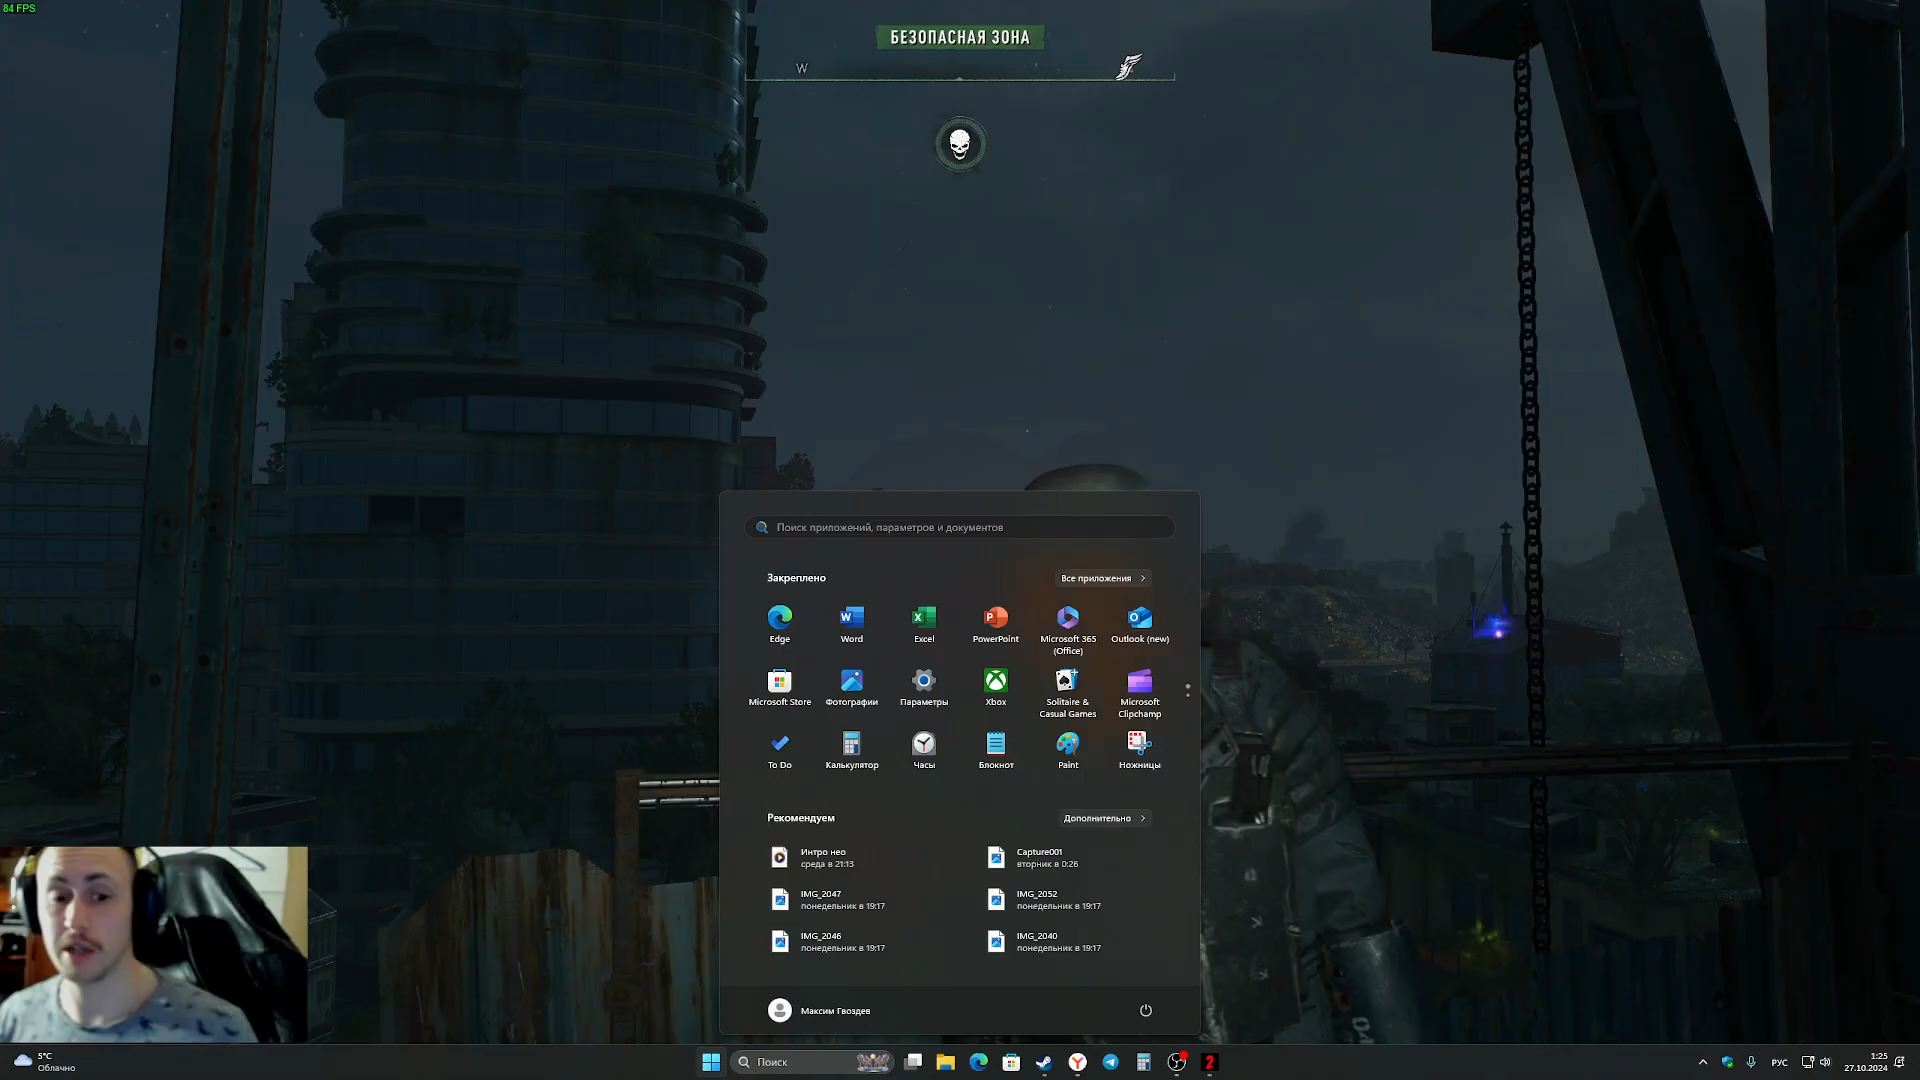 84 FPS
БЕЗОПАСНАЯ ЗОНА
W
Поиск приложений, параметров и документов
Закреплено
Все приложения
Edge
Word
Excel
PowerPoint
Microsoft 365
(Office)
Outlook (new)
Microsoft Store
Фотографии
Параметры
Xbox
Solitaire &
Casual Games
Microsoft
Clipchamp
To Do
Калькулятор
Часы
Блокнот
Paint
Ножницы
Рекомендуем
Дополнительно
Интро нео
среда в 21:13
Capture001
вторник в 0:26
IMG_2047
понедельник в 19:17
IMG_2052
понедельник в 19:17
IMG_2046
понедельник в 19:17
IMG_2040
понедельник в 19:17
Максим Гвоздев
5°C
Облачно
Поиск
РУС
1:25
27.10.2024